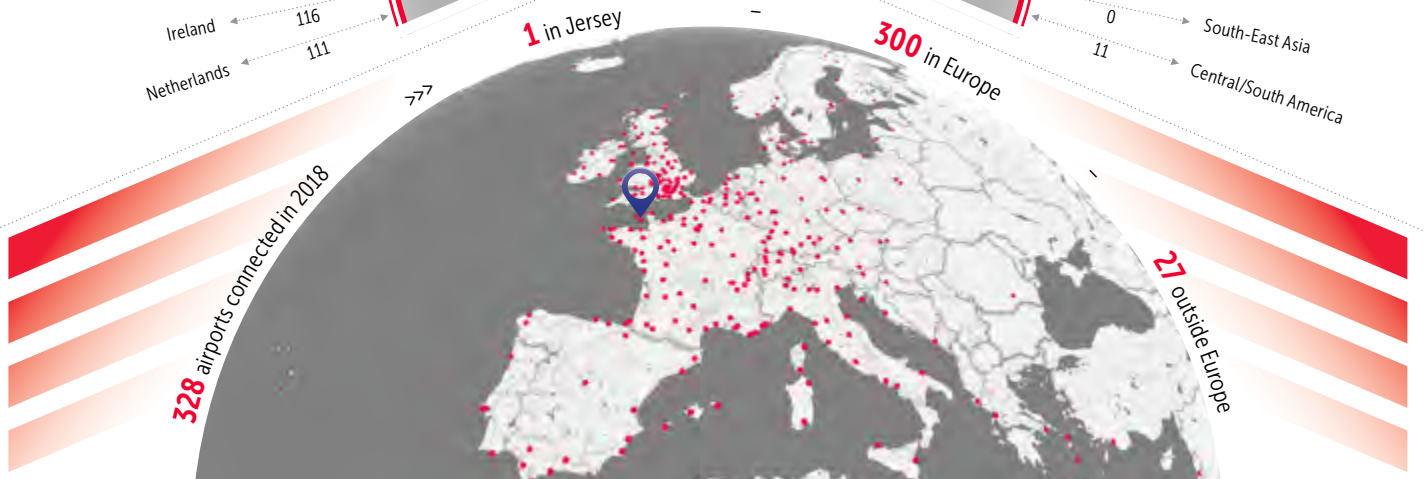 Ireland
116
Netherlands
111
>>>
328 airports connected in 2018
1 in Jersey
–
300 in Europe
–
27 outside Europe
0
South-East Asia
11
Central/South America